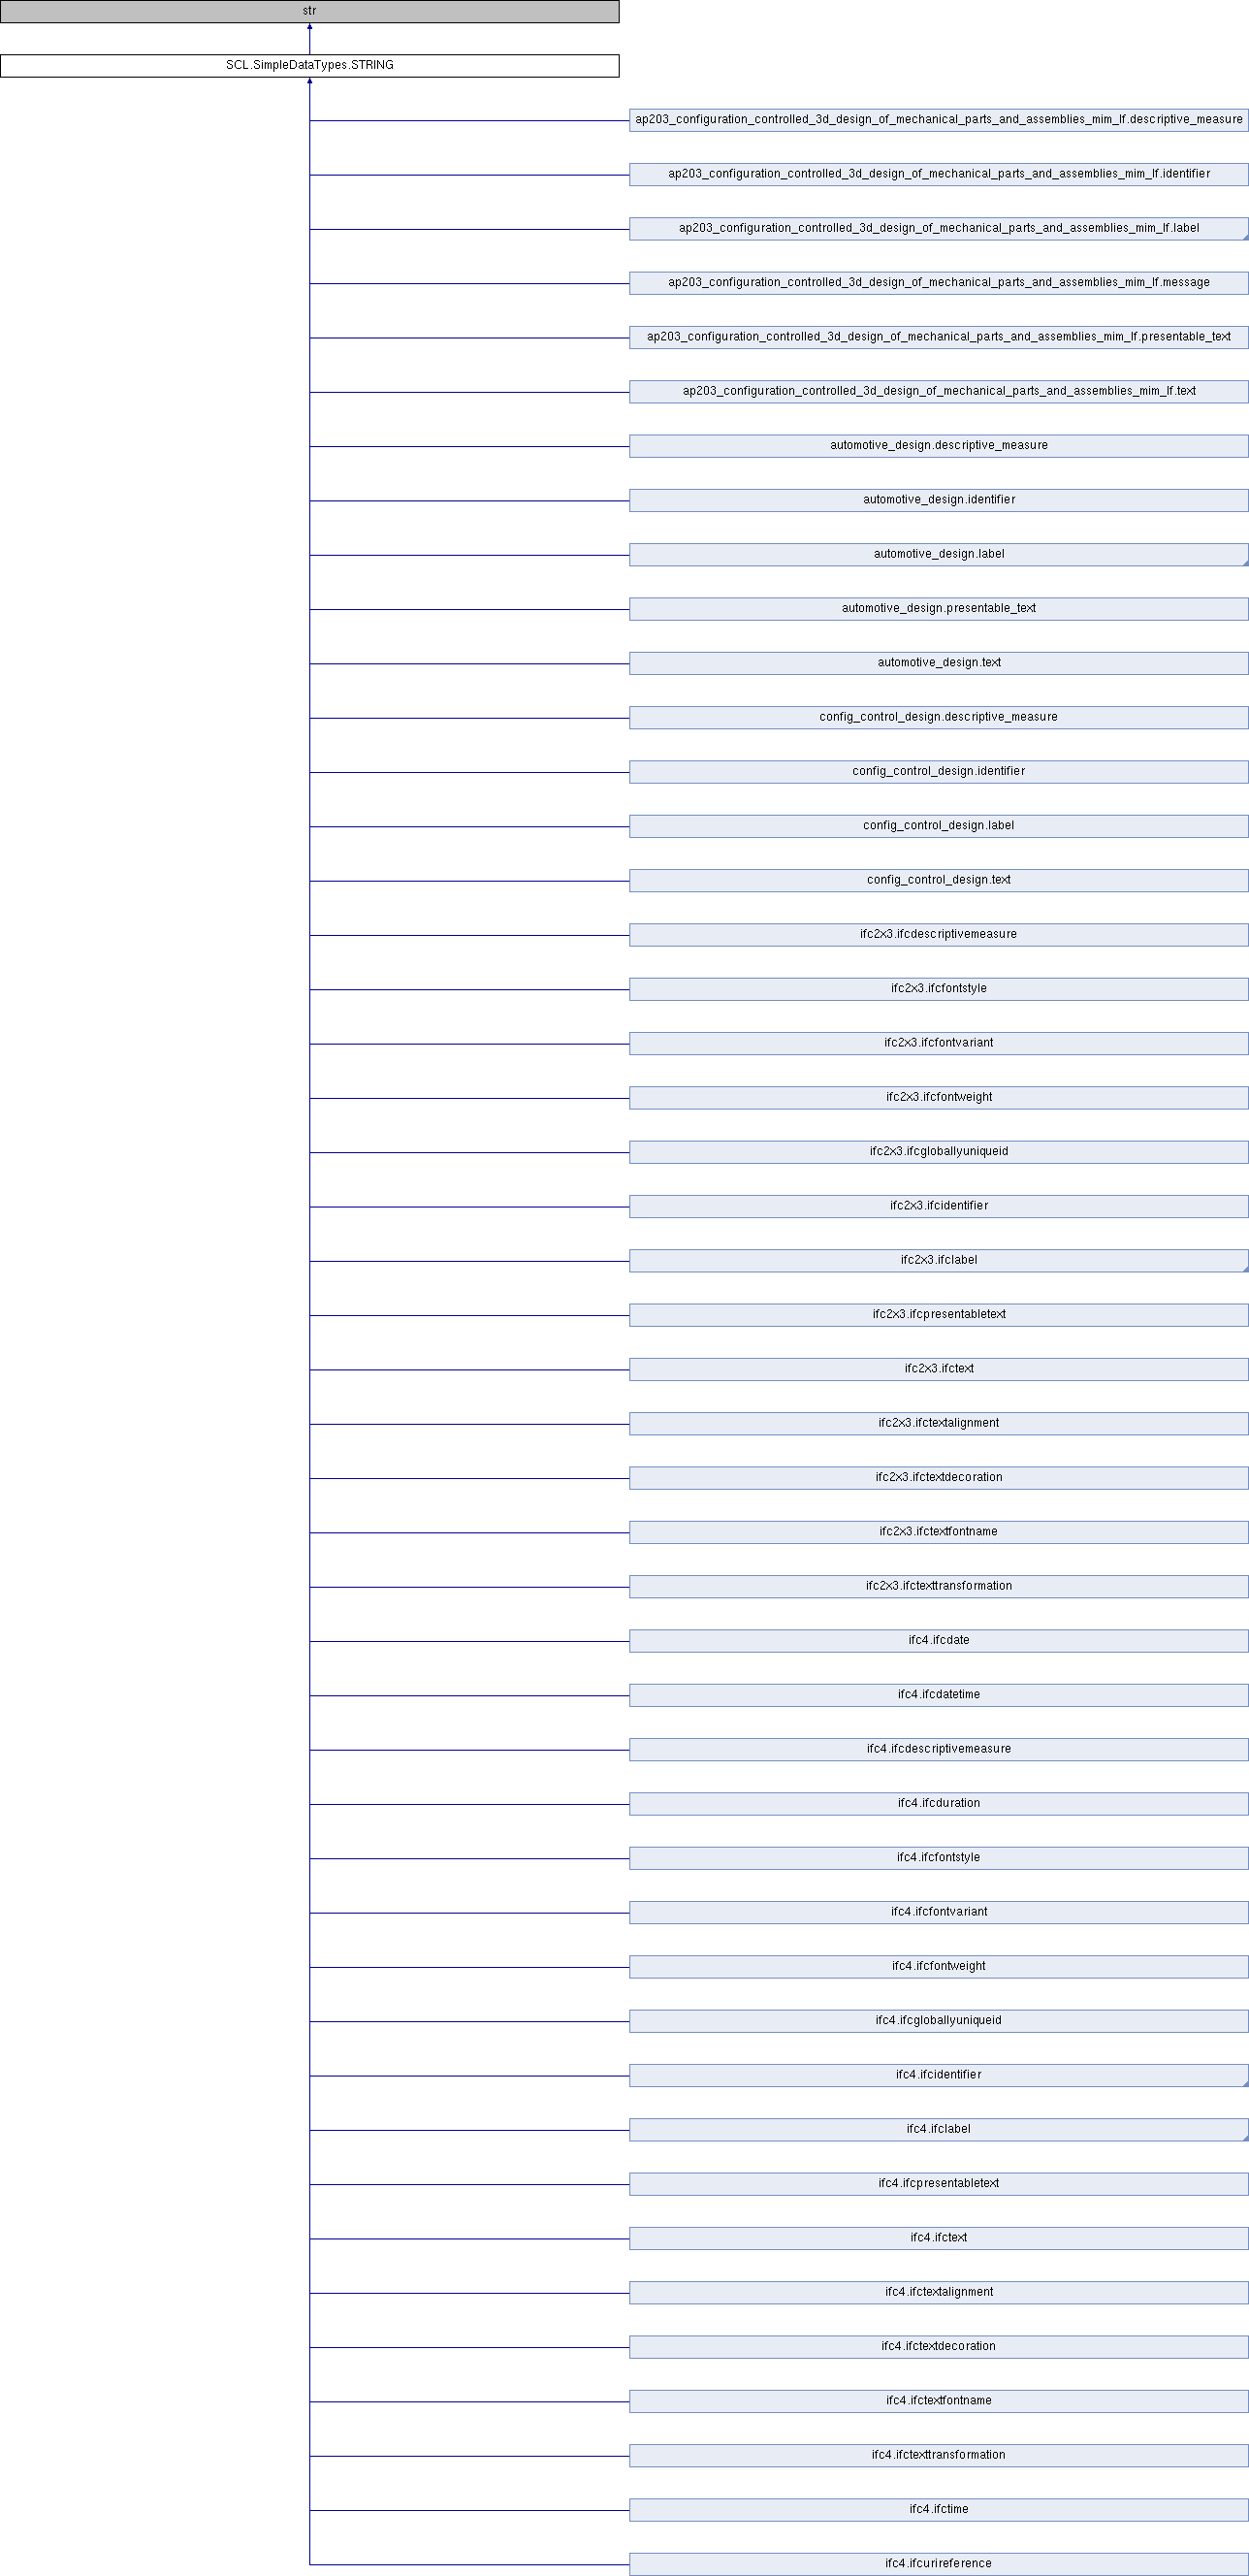 str
SCL.SimpleDataTypes.STRING
ap203_configuration_controlled_3d_design_of_mechanical_parts_and_assemblies_mim_lf.descriptive_measure
ap203_configuration_controlled_3d_design_of_mechanical_parts_and_assemblies_mim_lf.identifier
ap203_configuration_controlled_3d_design_of_mechanical_parts_and_assemblies_mim_lf.label
ap203_configuration_controlled_3d_design_of_mechanical_parts_and_assemblies_mim_lf.message
ap203_configuration_controlled_3d_design_of_mechanical_parts_and_assemblies_mim_lf.presentable_text
ap203_configuration_controlled_3d_design_of_mechanical_parts_and_assemblies_mim_lf.text
automotive_design.descriptive_measure
automotive_design.identifier
automotive_design.label
automotive_design.presentable_text
automotive_design.text
config_control_design.descriptive_measure
config_control_design.identifier
config_control_design.label
config_control_design.text
ifc2x3.ifcdescriptivemeasure
ifc2x3.ifcfontstyle
ifc2x3.ifcfontvariant
ifc2x3.ifcfontweight
ifc2x3.ifcgloballyuniqueid
ifc2x3.ifcidentifier
ifc2x3.ifclabel
ifc2x3.ifcpresentabletext
ifc2x3.ifctext
ifc2x3.ifctextalignment
ifc2x3.ifctextdecoration
ifc2x3.ifctextfontname
ifc2x3.ifctexttransformation
ifc4.ifcdate
ifc4.ifcdatetime
ifc4.ifcdescriptivemeasure
ifc4.ifcduration
ifc4.ifcfontstyle
ifc4.ifcfontvariant
ifc4.ifcfontweight
ifc4.ifcgloballyuniqueid
ifc4.ifcidentifier
ifc4.ifclabel
ifc4.ifcpresentabletext
ifc4.ifctext
ifc4.ifctextalignment
ifc4.ifctextdecoration
ifc4.ifctextfontname
ifc4.ifctexttransformation
ifc4.ifctime
ifc4.ifcurireference